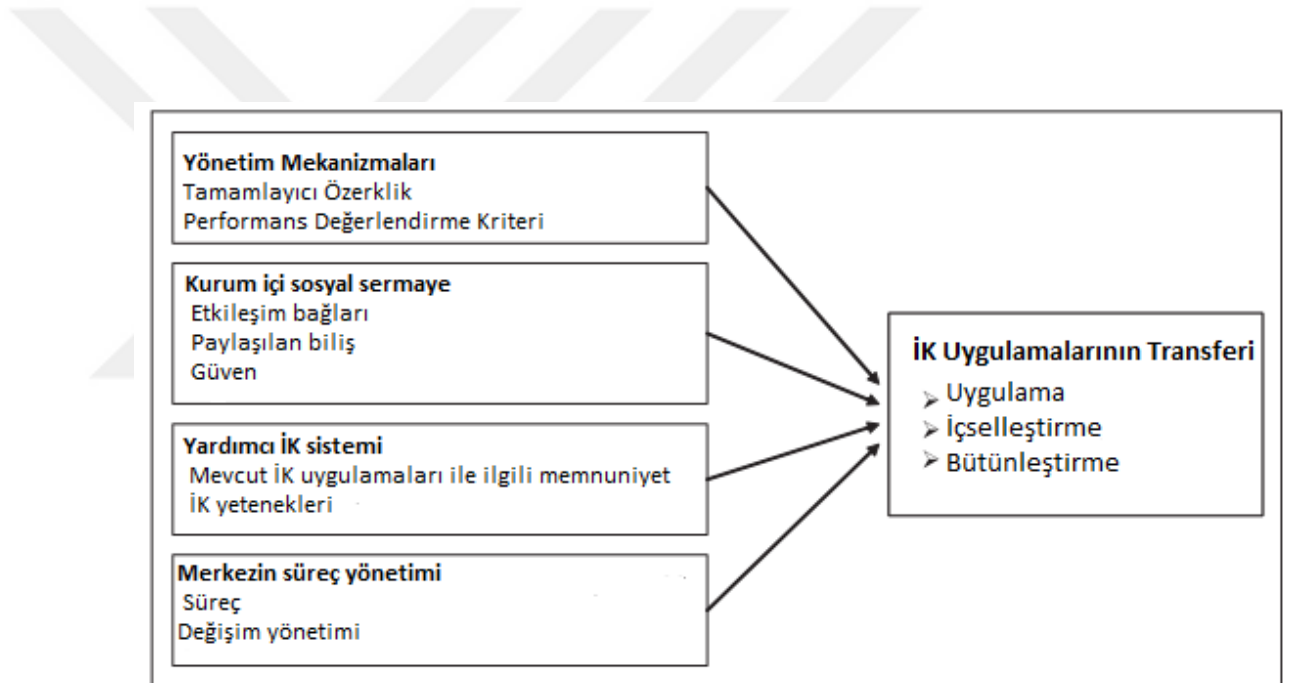 Yönetim Mekanizmaları
Tamamlayıcı Özerklik
Performans Değerlendirme Kriteri
Kurum içi sosyal sermaye
Etkileşim bağları
Paylaşılan biliş
Güven
Yardımcı İK sistemi
Mevcut İK uygulamaları ile ilgili memnuniyet
İK yetenekleri
Merkezin süreç yönetimi
Süreç
Değişim yönetimi
İK Uygulamalarının Transferi
➢ Uygulama
➢ İçselleştirme
➢ Bütünleştirme